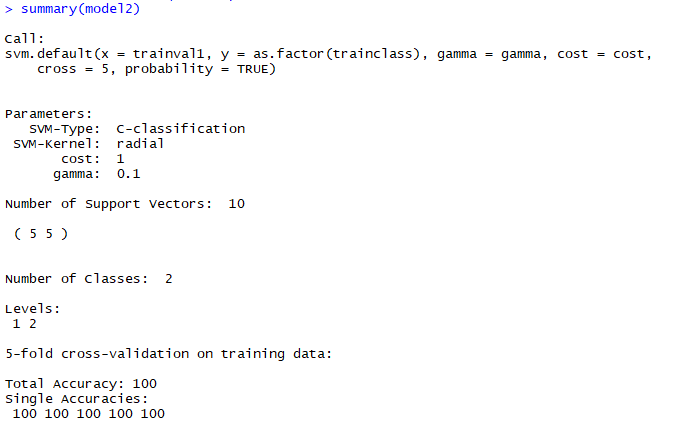 > summary(model2)
Call:
svm.default(x = trainval1, y = as.factor(trainclass), gamma = gamma, cost = cost,
cross = 5, probability = TRUE)
Parameters:
SVM-Type: C-classification
SVM-Kernel: radial
cost: 1
gamma: 0.1
Number of Support Vectors: 10
( 5 5 )
Number of Classes: 2
Levels:
1 2
5-fold cross-validation on training data:
Total Accuracy: 100
Single Accuracies:
100 100 100 100 100